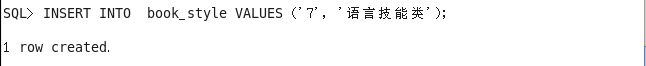 SQL> INSERT INTO  book_style VALUES ('7', '语言技能类');
1 row created.